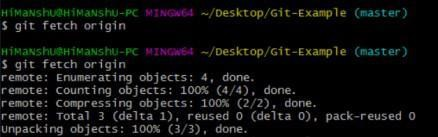 HiMaNshU@HiMaNshU-PC MINGW64 ~/Desktop/Git-Example (master)
$ git fetch origin
HiMaNshU@HiMaNshU-PC MINGW64 ~/Desktop/Git-Example (master)
$ git fetch origin
remote: Enumerating objects: 4, done.
remote: Counting objects: 100% (4/4), done.
remote: Compressing objects: 100% (2/2), done.
remote: Total 3 (delta 1), reused 0 (delta 0), pack-reused 0
Unpacking objects: 100% (3/3), done.